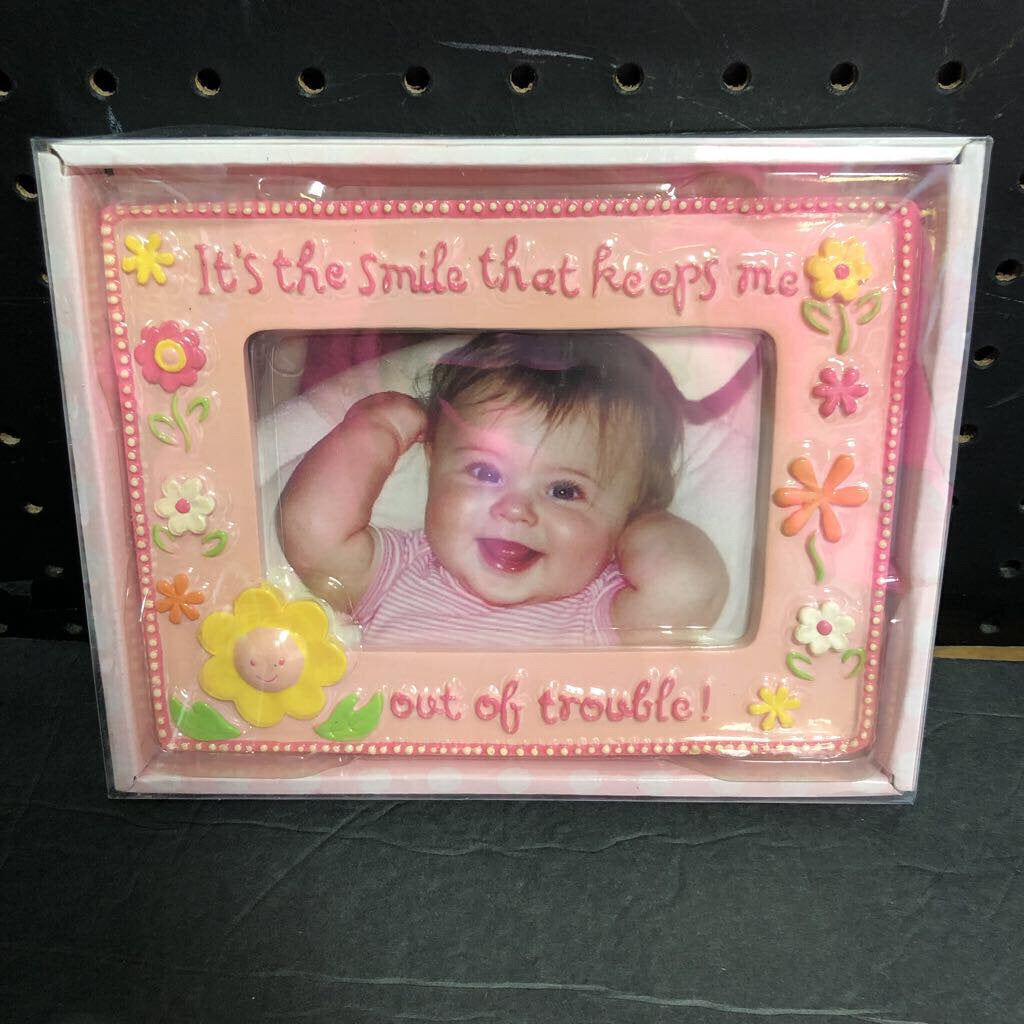 It's the smile that keeps me
out of trouble!